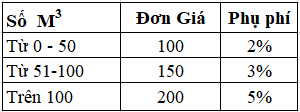 Số M³ Đơn Giá Phụ phí
Từ 0 - 50 100 2%
Từ 51-100 150 3%
Trên 100 200 5%